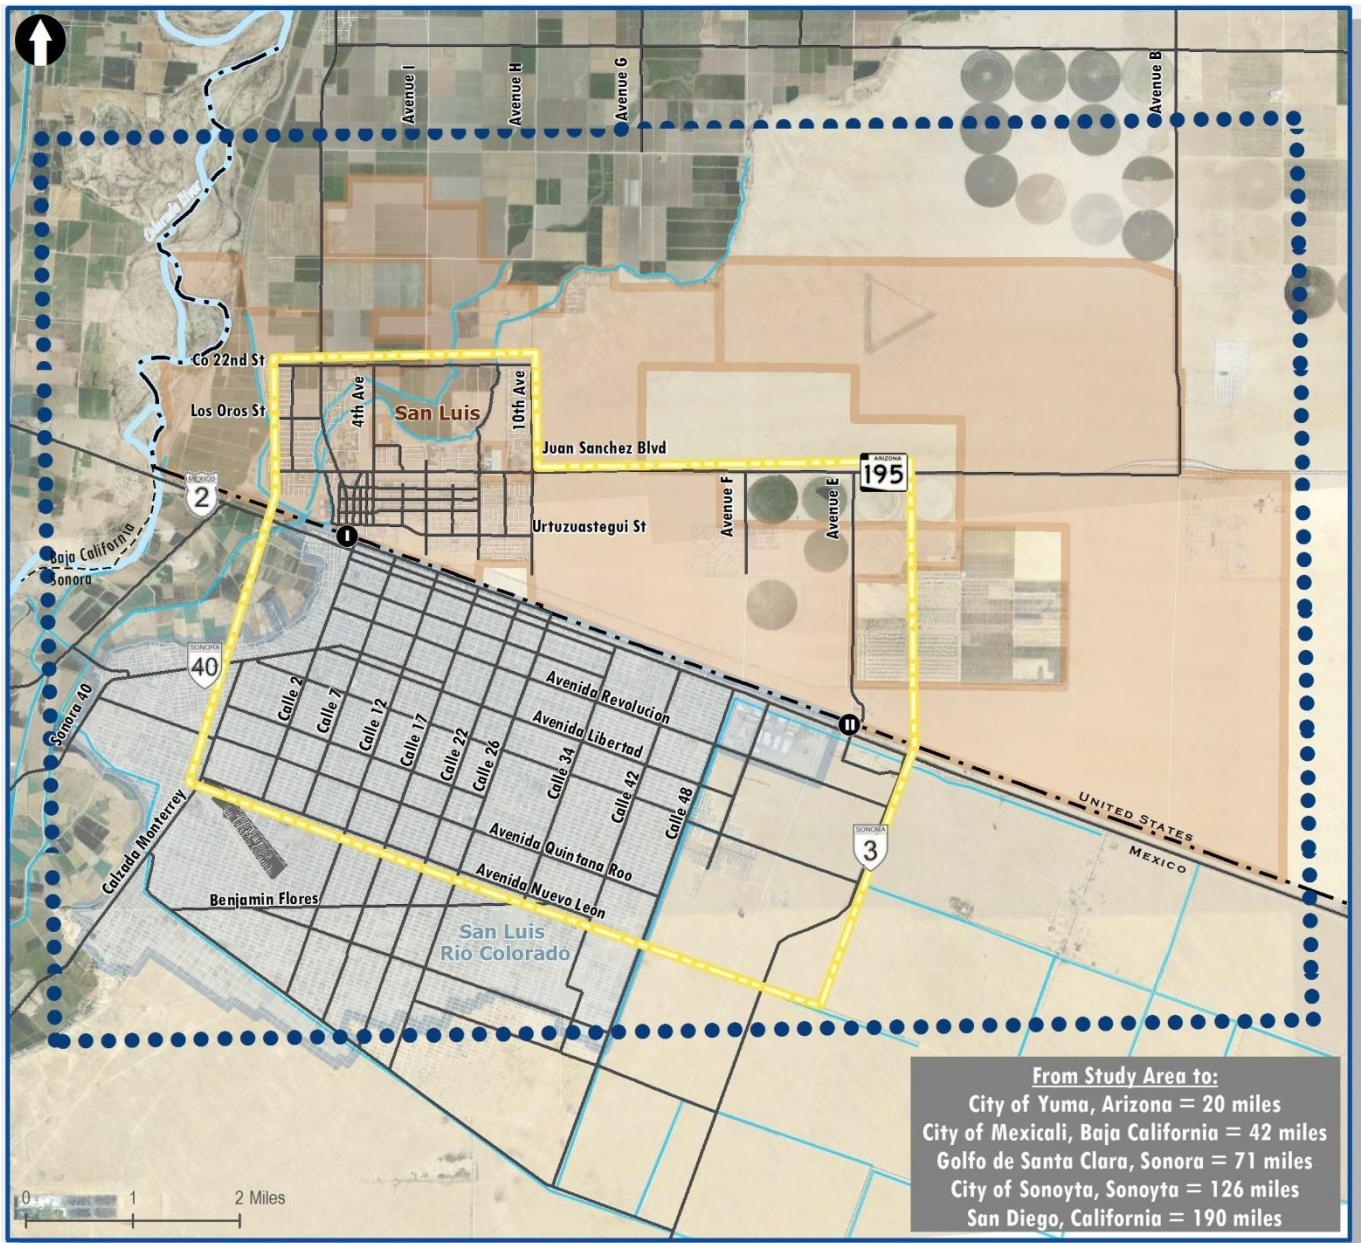 Avenue I
Avenue H
Avenue G
Avenue B
Colorado River
Co 22nd St
Los Oros St
4th Ave
San Luis
10th Ave
Juan Sanchez Blvd
ARIZONA
195
MEXICO
2
Avenue F
Avenue E
Urtuzuastegui St
I
Baja California
Sonora
SONORA
40
Sonora 40
Calle 2
Calle 7
Calle 12
Calle 17
Calle 22
Calle 26
Calle 34
Calle 42
Calle 48
Avenida Revolucion
Avenida Libertad
II
UNITED STATES
MEXICO
SONORA
3
Calzada Monterrey
Avenida Quintana Roo
Avenida Nuevo Leon
Benjamin Flores
San Luis
Rio Colorado
From Study Area to:
City of Yuma, Arizona = 20 miles
City of Mexicali, Baja California = 42 miles
Golfo de Santa Clara, Sonora = 71 miles
City of Sonoyta, Sonoyta = 126 miles
San Diego, California = 190 miles
0 1 2 Miles